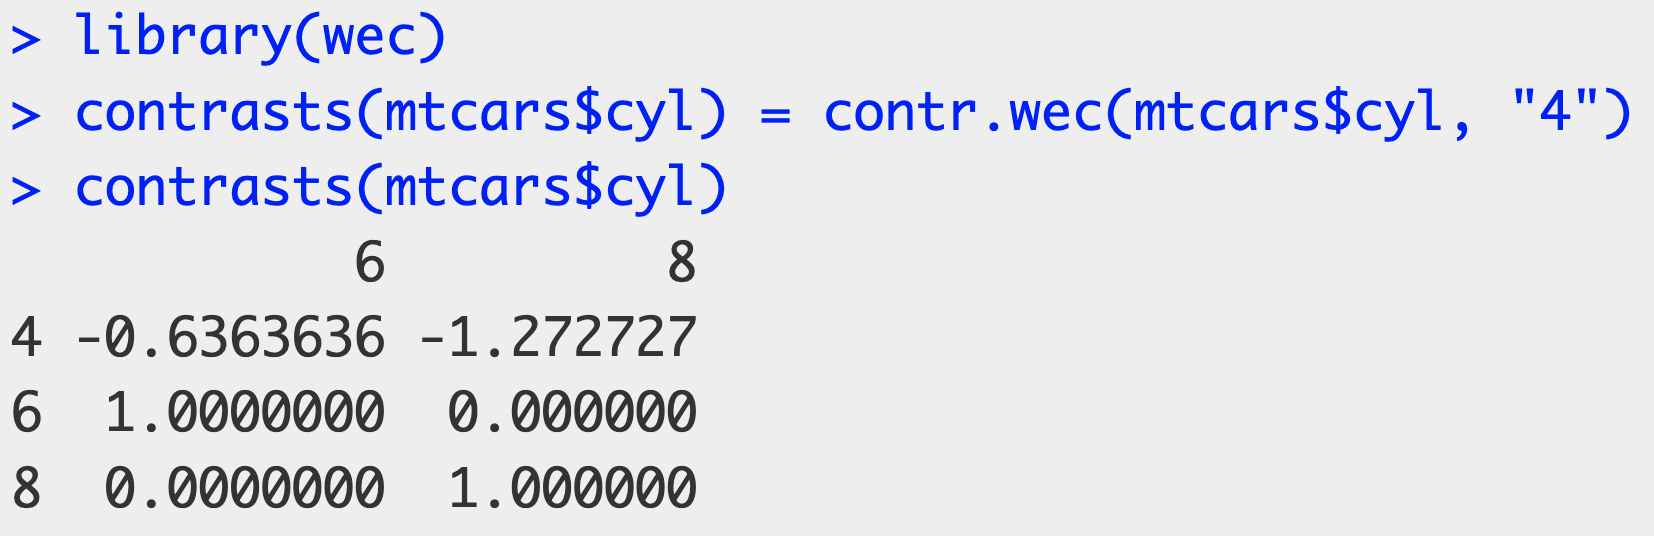 > library(wec)
> contrasts(mtcars$cyl) = contr.wec(mtcars$cyl, "4")
> contrasts(mtcars$cyl)
           6         8
4 -0.6363636 -1.272727
6  1.0000000  0.000000
8  0.0000000  1.000000